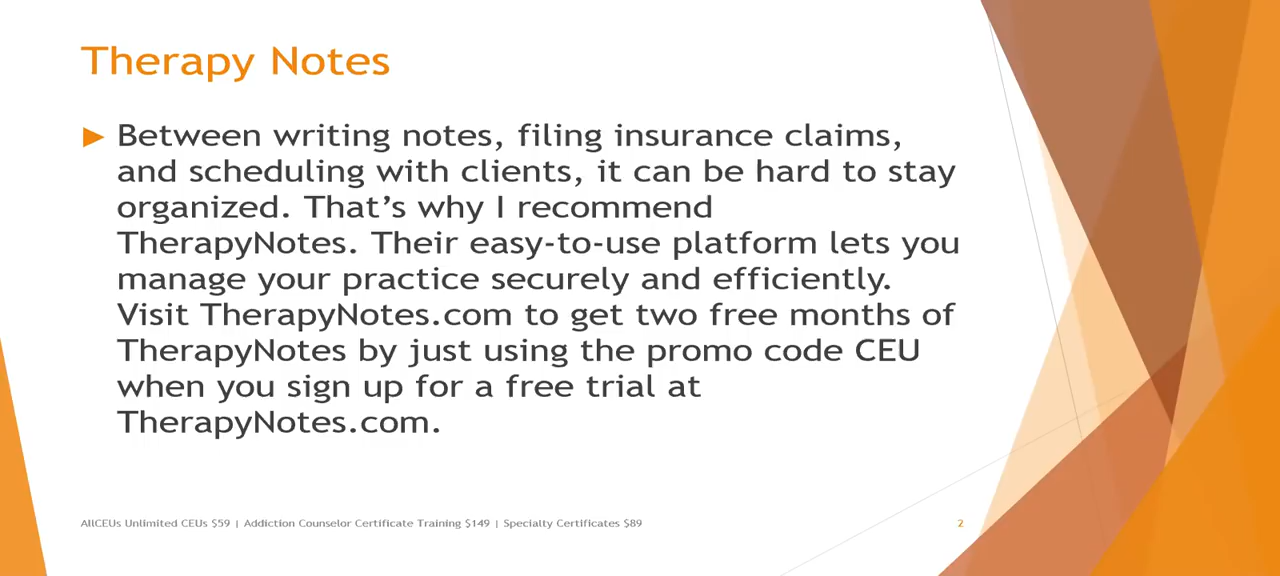 Therapy Notes
Between writing notes, filing insurance claims,
and scheduling with clients, it can be hard to stay
organized. That’s why I recommend
TherapyNotes. Their easy-to-use platform lets you
manage your practice securely and efficiently.
Visit TherapyNotes.com to get two free months of
TherapyNotes by just using the promo code CEU
when you sign up for a free trial at
TherapyNotes.com.
AllCEUs Unlimited CEUs $59 | Addiction Counselor Certificate Training $149 | Specialty Certificates $89
2